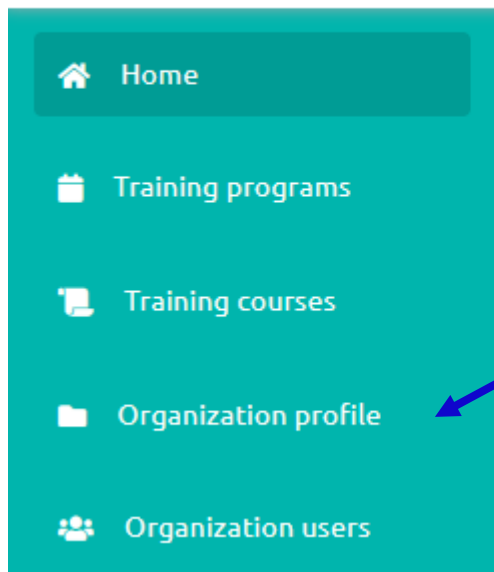 Home
Training programs
Training courses
Organization profile
Organization users